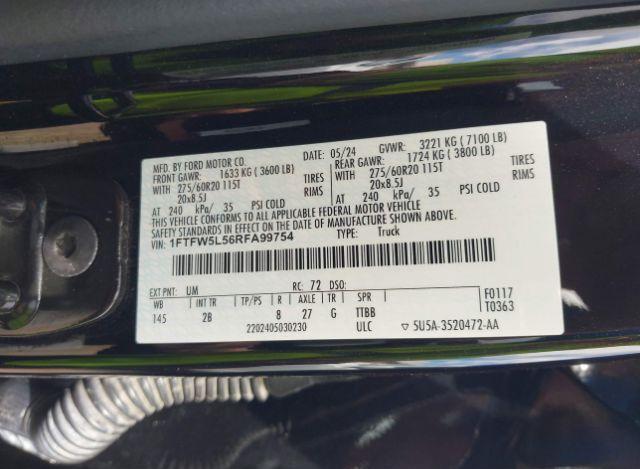 MFD. BY FORD MOTOR CO.
DATE: 05/24 GVWR: 3221 KG ( 7100 LB)
FRONT GAWR: 1633 KG ( 3600 LB) REAR GAWR: 1724 KG ( 3800 LB)
WITH 275/60R20 115T TIRES WITH 275/60R20 115T TIRES
20x8.5J RIMS 20x8.5J RIMS
AT 240 kPa/ 35 PSI COLD AT 240 kPa/ 35 PSI COLD
THIS VEHICLE CONFORMS TO ALL APPLICABLE FEDERAL MOTOR VEHICLE
SAFETY STANDARDS IN EFFECT ON THE DATE OF MANUFACTURE SHOWN ABOVE.
VIN: 1FTFW5L56RFA99754 TYPE: Truck
EXT PNT: UM RC: 72 DSO:
WB INT TR TP/PS R AXLE TR SPR
145 2B 8 27 G TTBB
2202405030230 ULC
F0117
T0363
5U5A-3520472-AA